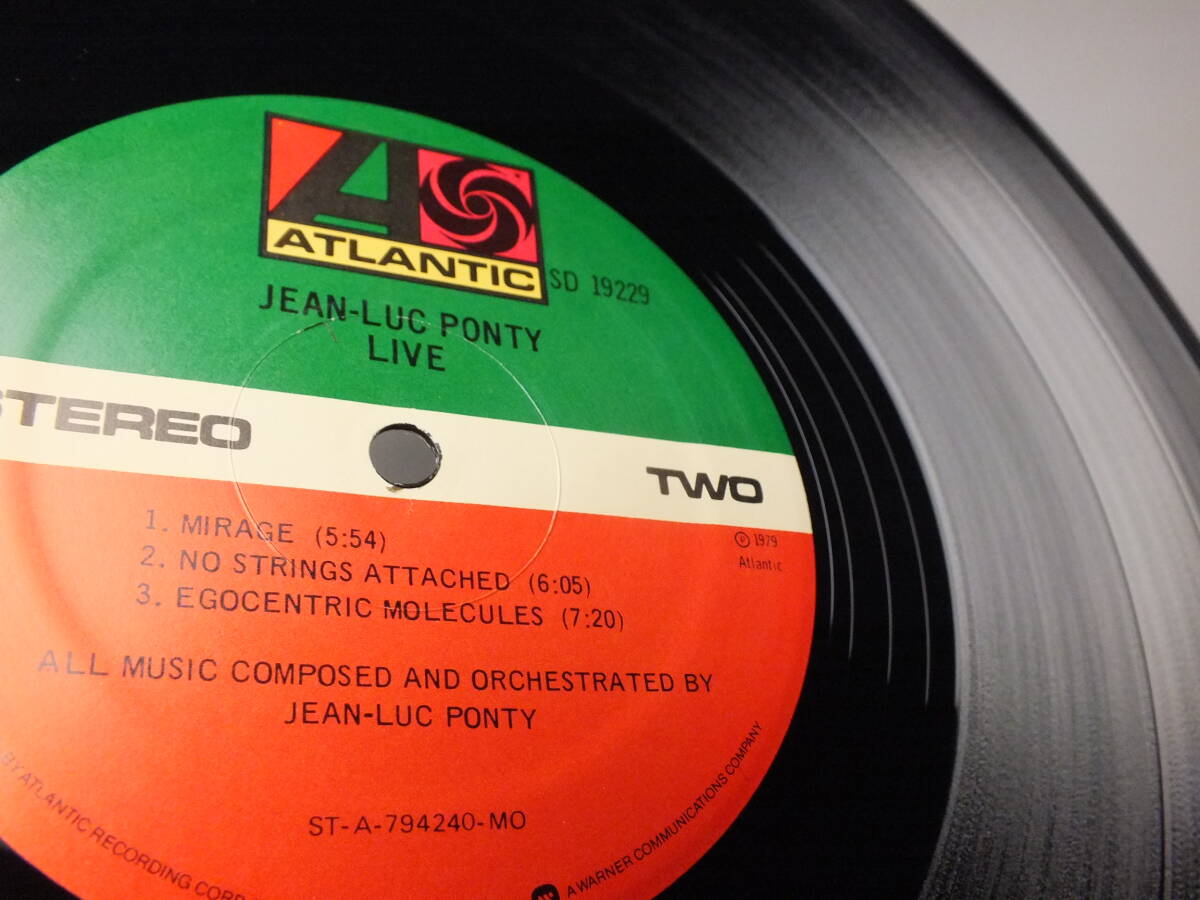 ATLANTIC
SD 19229
JEAN-LUC PONTY
LIVE
STEREO
TWO
1. MIRAGE (5:54)
2. NO STRINGS ATTACHED (6:05)
3. EGOCENTRIC MOLECULES (7:20)
℗ 1979
Atlantic
ALL MUSIC COMPOSED AND ORCHESTRATED BY
JEAN-LUC PONTY
ST-A-794240-MO
BY ATLANTIC RECORDING CORP
A WARNER COMMUNICATIONS COMPANY